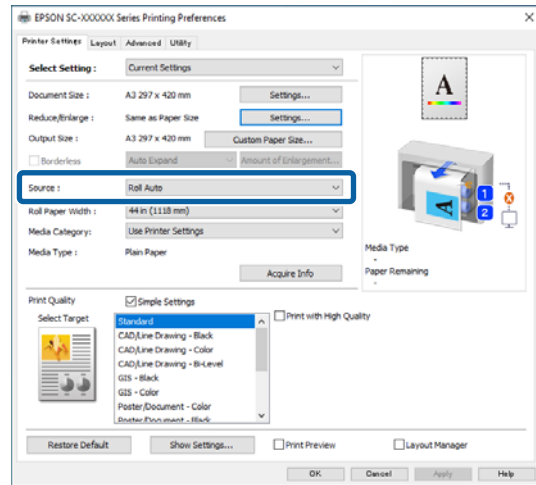 EPSON SC-XXXXXX Series Printing Preferences
Printer Settings Layout Advanced Utility
Select Setting : Current Settings
Document Size : A3 297 x 420 mm Settings...
Reduce/Enlarge : Same as Paper Size Settings...
Output Size : A3 297 x 420 mm Custom Paper Size...
Borderless Auto Expand Amount of Enlargement...
Source : Roll Auto
Roll Paper Width : 44 in (1118 mm)
Media Category: Use Printer Settings
Media Type : Plain Paper
Acquire Info
A
A
1
2
Media Type
-
Paper Remaining
-
Print Quality Simple Settings
Select Target
Standard
CAD/Line Drawing - Black
CAD/Line Drawing - Color
CAD/Line Drawing - Bi-Level
GIS - Black
GIS - Color
Poster/Document - Color
Poster/Document - Black
Print with High Quality
Restore Default Show Settings... Print Preview Layout Manager
OK Cancel Apply Help